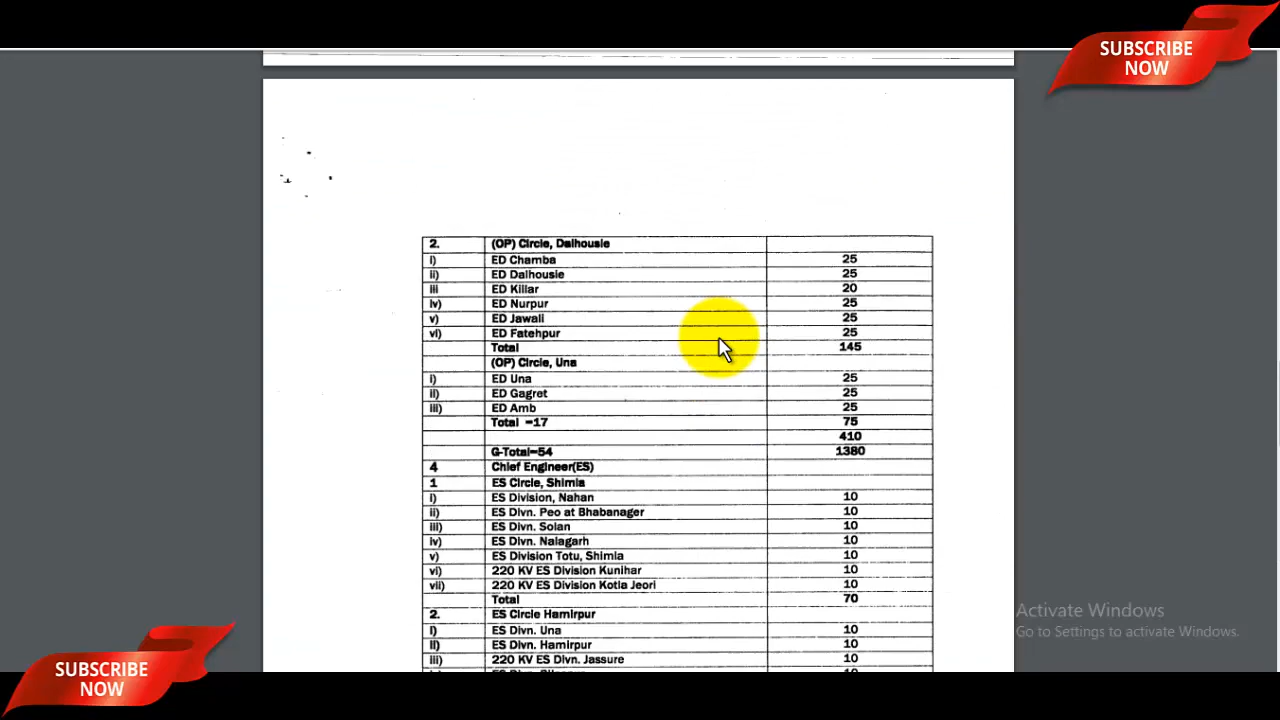 SUBSCRIBE
NOW
2. (OP) Circle, Dalhousie
i) ED Chamba 25
ii) ED Dalhousie 25
iii ED Killar 20
iv) ED Nurpur 25
v) ED Jawali 25
vi) ED Fatehpur 25
Total 145
(OP) Circle, Una
i) ED Una 25
ii) ED Gagret 25
iii) ED Amb 25
Total =17 75
410
G-Total=54 1380
4 Chief Engineer(ES)
1 ES Circle, Shimla
i) ES Division, Nahan 10
ii) ES Divn. Peo at Bhabanager 10
iii) ES Divn. Solan 10
iv) ES Divn. Nalagarh 10
v) ES Division Totu, Shimla 10
vi) 220 KV ES Division Kunihar 10
vii) 220 KV ES Division Kotla Jeori 10
Total 70
2. ES Circle Hamirpur
i) ES Divn. Una 10
ii) ES Divn. Hamirpur 10
iii) 220 KV ES Divn. Jassure 10
Activate Windows
Go to Settings to activate Windows.
SUBSCRIBE
NOW